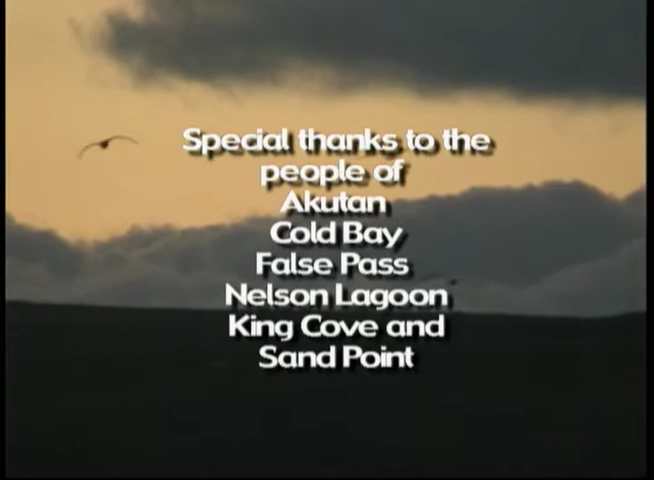 Special thanks to the
people of
Akutan
Cold Bay
False Pass
Nelson Lagoon
King Cove and
Sand Point